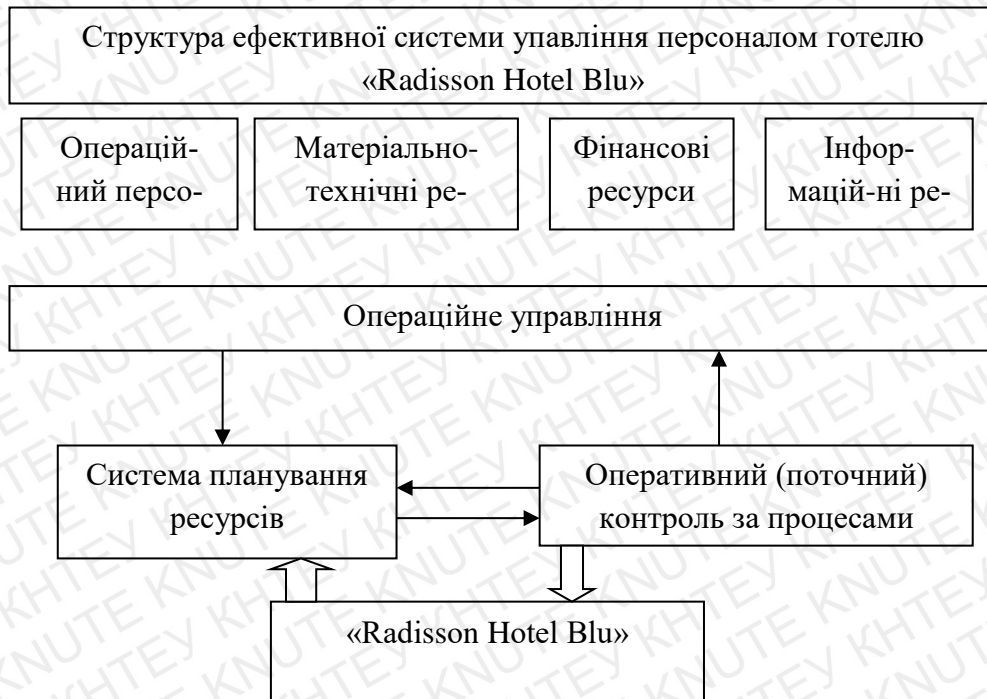 Структура ефективної системи упавління персоналом готелю
«Radisson Hotel Blu»
Операцій-
ний персо-
Матеріально-
технічні ре-
Фінансові
ресурси
Інфор-
мацій-ні ре-
Операційне управління
Система планування
ресурсів
Оперативний (поточний)
контроль за процесами
«Radisson Hotel Blu»